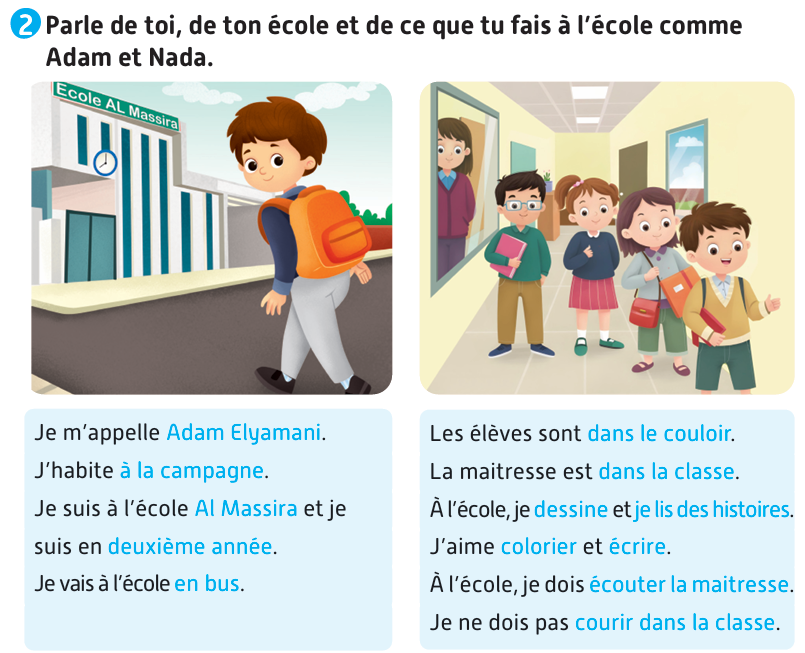 2 Parle de toi, de ton école et de ce que tu fais à l'école comme
Adam et Nada.
Ecole AL Massira
Je m'appelle Adam Elyamani.
J'habite à la campagne.
Je suis à l'école Al Massira et je
suis en deuxième année.
Je vais à l'école en bus.
Les élèves sont dans le couloir.
La maitresse est dans la classe.
À l'école, je dessine et je lis des histoires.
J'aime colorier et écrire.
À l'école, je dois écouter la maitresse.
Je ne dois pas courir dans la classe.